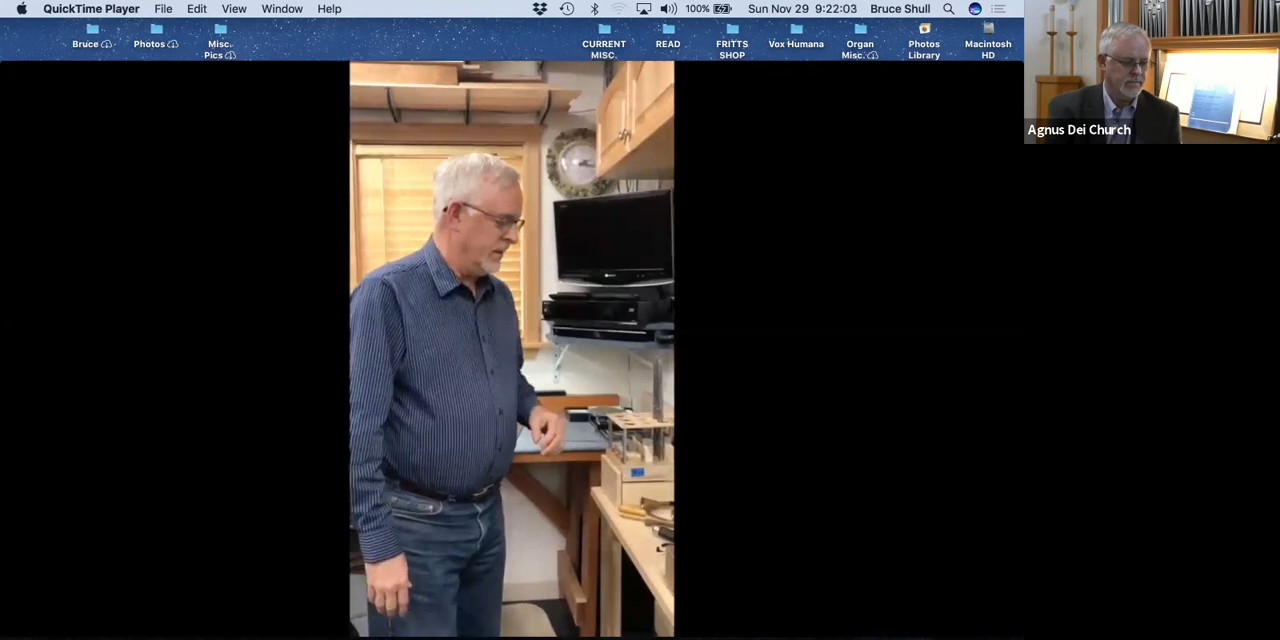 QuickTime Player File Edit View Window Help 100% Sun Nov 29 9:22:03 Bruce Shull
Bruce
Photos
Misc.
Pics
CURRENT
MISC.
READ
FRITTS
SHOP
Vox Humana
Organ
Misc.
Photos
Library
Macintosh
HD
Agnus Dei Church